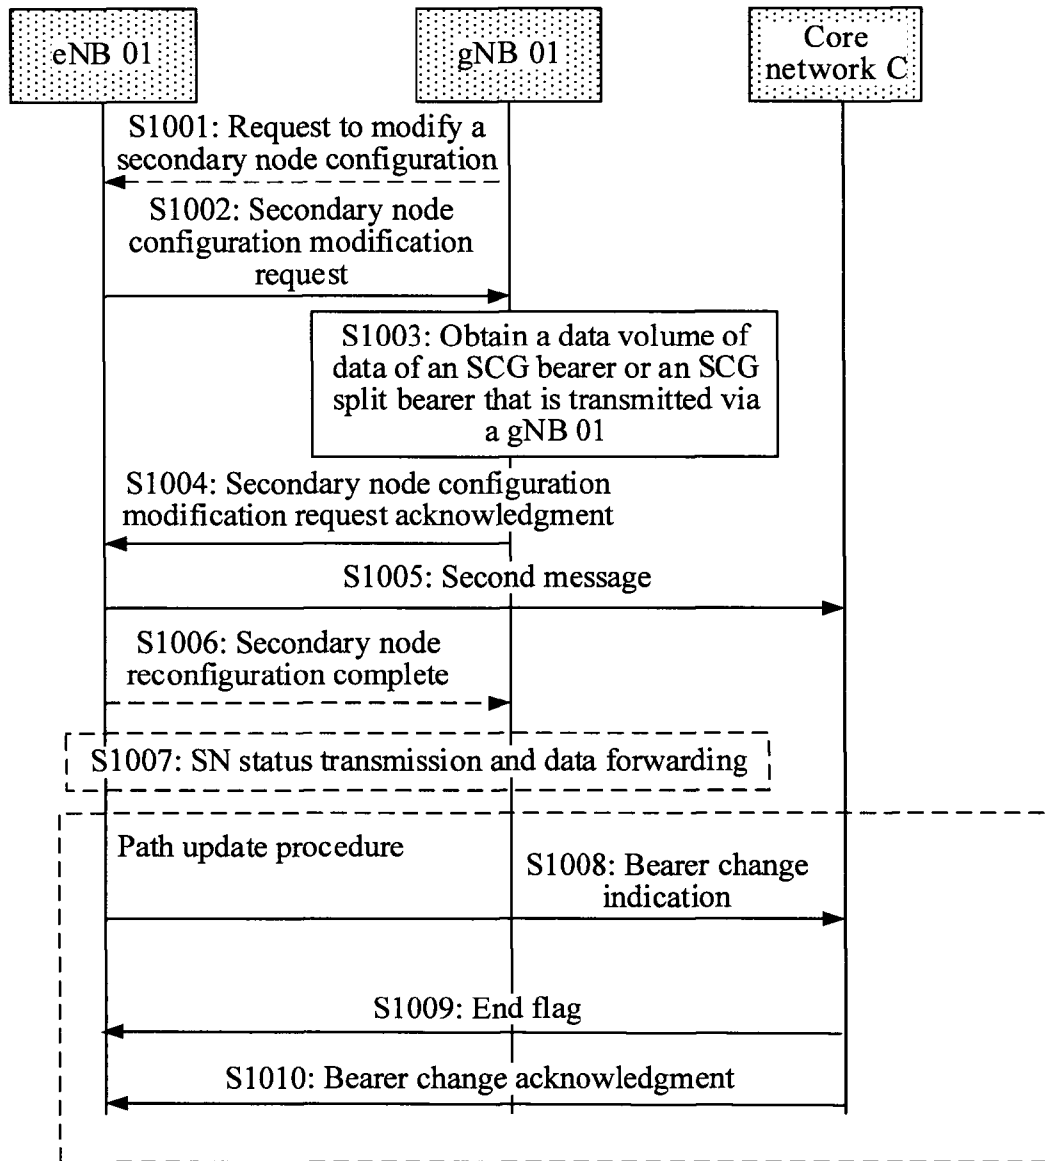 eNB 01
gNB 01
Core
network C
S1001: Request to modify a
secondary node configuration
S1002: Secondary node
configuration modification
request
S1003: Obtain a data volume of
data of an SCG bearer or an SCG
split bearer that is transmitted via
a gNB 01
S1004: Secondary node configuration
modification request acknowledgment
S1005: Second message
S1006: Secondary node
reconfiguration complete
S1007: SN status transmission and data forwarding
Path update procedure
S1008: Bearer change
indication
S1009: End flag
S1010: Bearer change acknowledgment